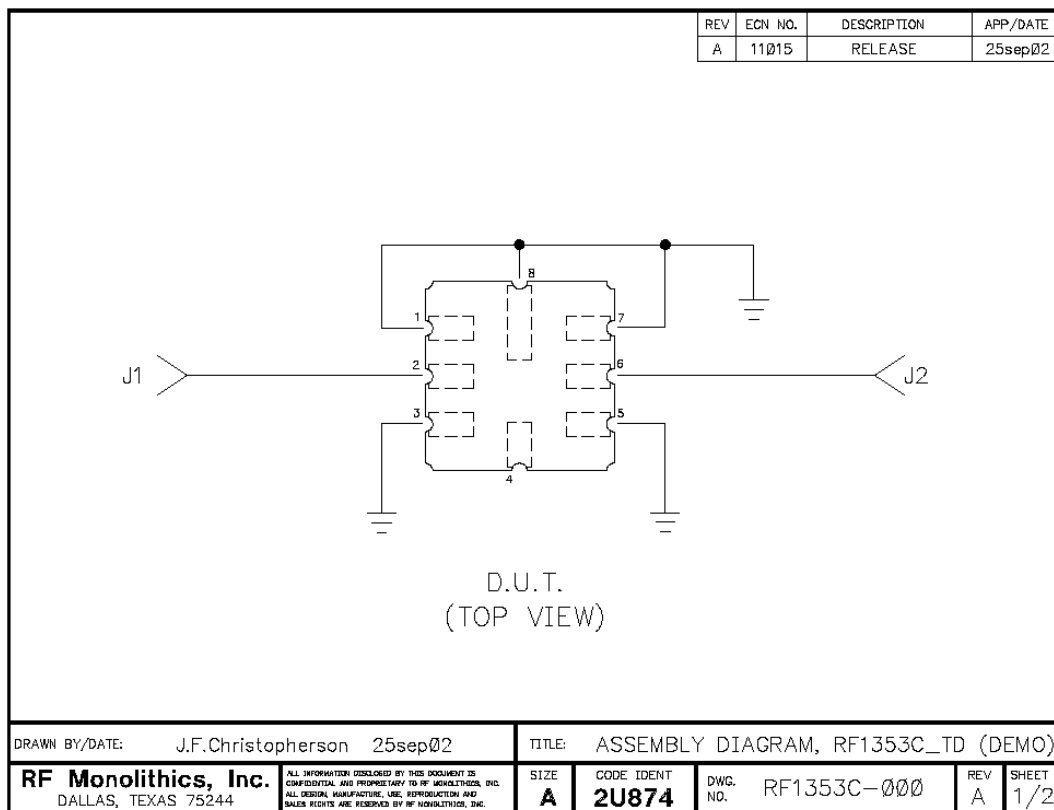 REV ECN NO. DESCRIPTION APP/DATE
A 11Ø15 RELEASE 25sepØ2
8
1 7
J1 2 6 J2
3 5
4
D.U.T.
(TOP VIEW)
DRAWN BY/DATE: J.F.Christopherson 25sepØ2
TITLE: ASSEMBLY DIAGRAM, RF1353C_TD (DEMO)
RF Monolithics, Inc.
DALLAS, TEXAS 75244
ALL INFORMATION DISCLOSED BY THIS DOCUMENT IS
CONFIDENTIAL AND PROPRIETARY TO RF MONOLITHICS, INC.
ALL DESIGN, MANUFACTURE, USE, REPRODUCTION AND
SALES RIGHTS ARE RESERVED BY RF MONOLITHICS, INC.
SIZE
A
CODE IDENT
2U874
DWG. NO. RF1353C-ØØØ
REV
A
SHEET
1/2